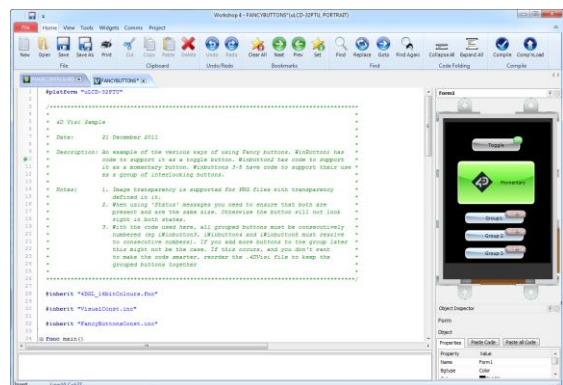 Workshop 4 - FANCYBUTTONS*(uLCD-32PTU, PORTRAIT)
File Home View Tools Widgets Comms Project
New Open Save Save As Print Cut Copy Paste Delete Undo Redo Clear All Next Prev Set Find Replace Goto Find Again Collapse All Expand All Compile Comp'nLoad
File Clipboard Undo/Redo Bookmarks Find Code Folding Compile
FANCYBUTTONS*
#platform "uLCD-32PTU"
4D Visi Sample
Date: 21 December 2011
Description: An example of the various ways of using Fancy buttons. Winbutton1 has
code to support it as a toggle button. Winbutton2 has code to support
it as a momentary button. Winbuttons 3-5 have code to support their use
as a group of interlocking buttons.
Notes: 1. Image transparency is supported for PNG files with transparency
defined in it.
2. When using 'Status' messages you need to ensure that both are
present and are the same size. Otherwise the button will not look
right in both states.
3. With the code used here, all grouped buttons must be consecutively
numbered (eg iWinbutton3, iWinbutton4 and iWinbutton5 must resolve
to consecutive numbers). If you add more buttons to the group later
this might not be the case. If this occurs, and you don't want
to make the code smarter, reorder the .4DVisi file to keep the
grouped buttons together
#inherit "4DGL_16bitColours.fnc"
#inherit "VisualConst.inc"
#inherit "FancyButtonsConst.inc"
func main()
Form1
Toggle
Momentary
Group 1
Group 2
Group 3
Object Inspector
Form
Object
Properties Paste Code Paste all Code
Property Value
Name Form1
Bgtype Color